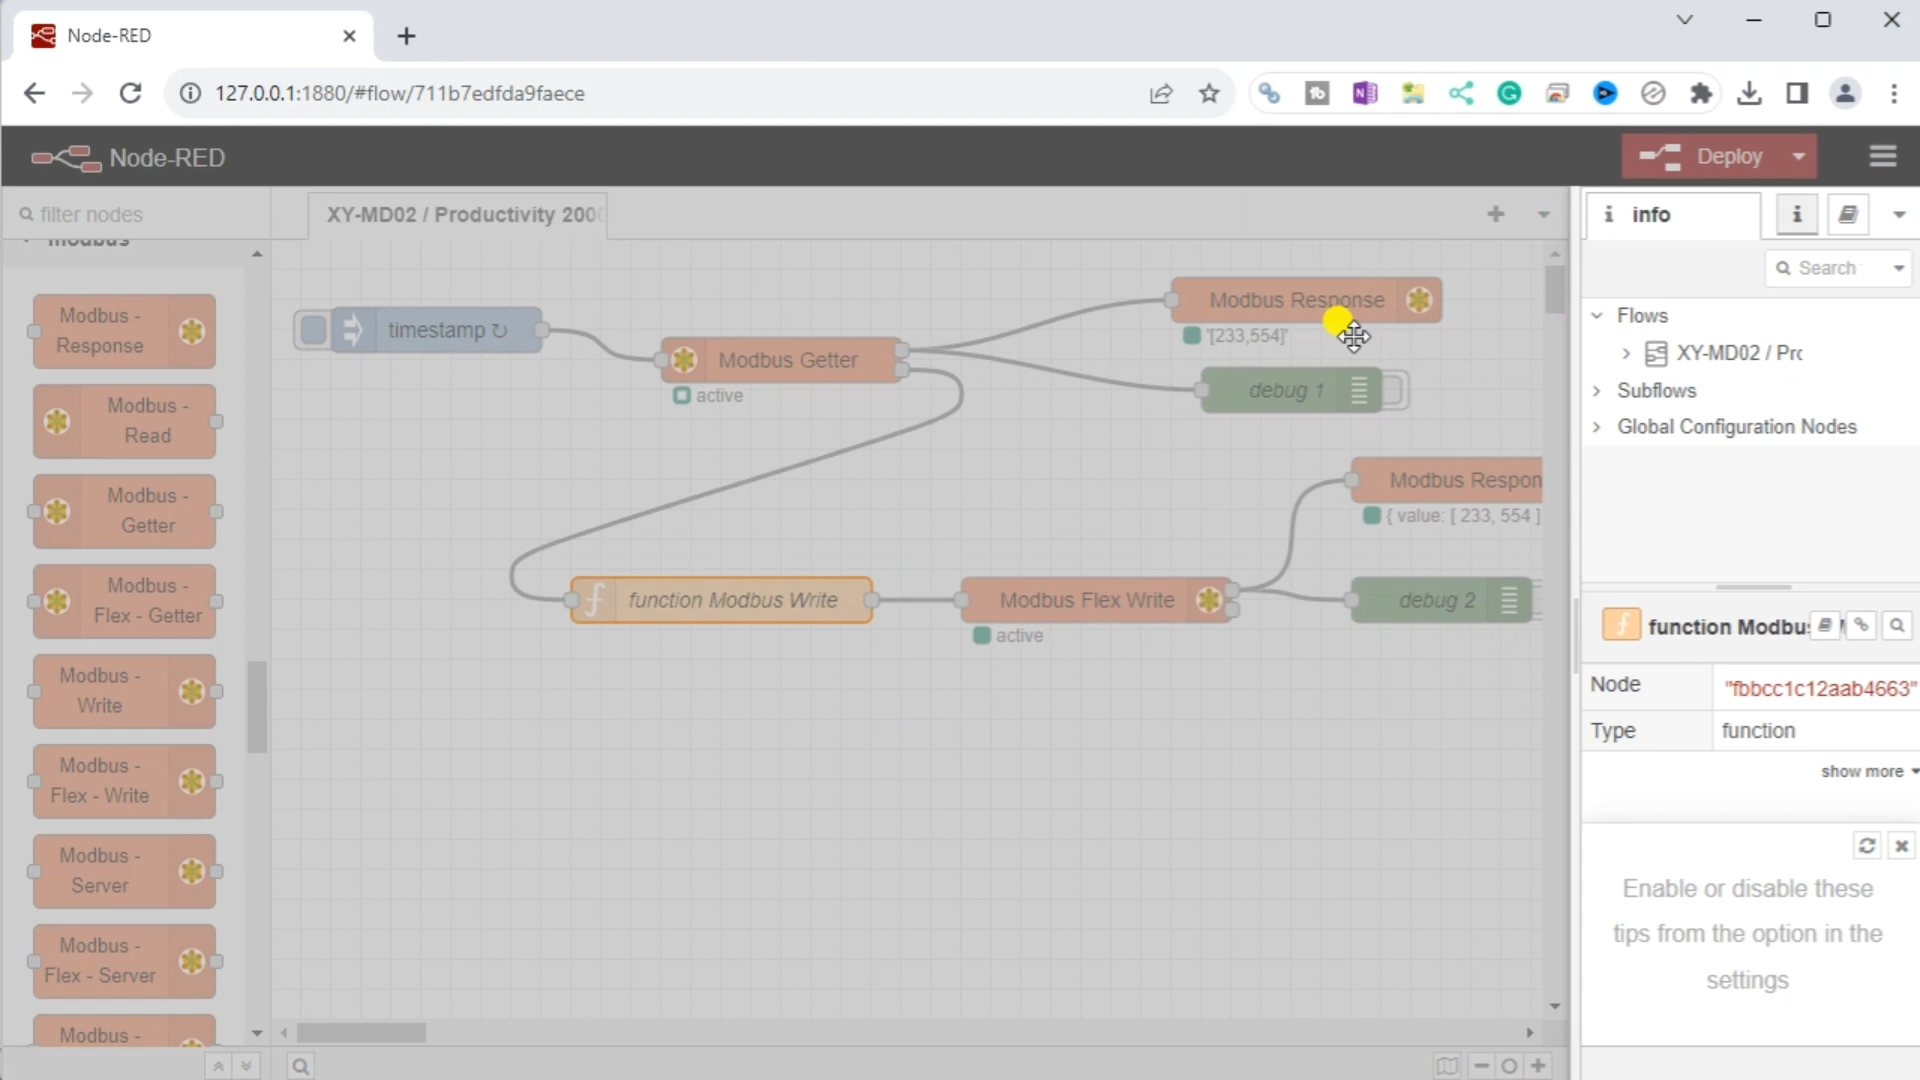 Node-RED
127.0.0.1:1880/#flow/711b7edfda9faece
Node-RED
Deploy
filter nodes
XY-MD02 / Productivity 200
info
modbus
Search
Modbus -
Response
Modbus -
Read
Modbus -
Getter
Modbus -
Flex - Getter
Modbus -
Write
Modbus -
Flex - Write
Modbus -
Server
Modbus -
Flex - Server
Modbus -
timestamp ↻
Modbus Getter
active
Modbus Response
'[233,554]'
debug 1
Modbus Respon
{ value: [ 233, 554 ]
function Modbus Write
Modbus Flex Write
active
debug 2
Flows
XY-MD02 / Prc
Subflows
Global Configuration Nodes
function Modbus
Node
"fbbcc1c12aab4663"
Type
function
show more
Enable or disable these
tips from the option in the
settings